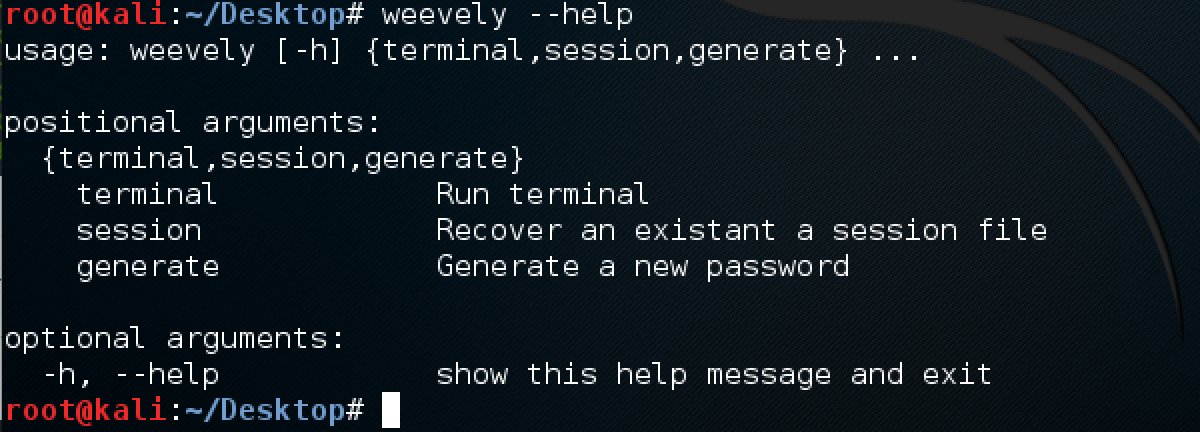 root@kali:~/Desktop# weevely --help
usage: weevely [-h] {terminal,session,generate} ...
positional arguments:
  {terminal,session,generate}
    terminal            Run terminal
    session             Recover an existant a session file
    generate            Generate a new password
optional arguments:
  -h, --help            show this help message and exit
root@kali:~/Desktop#